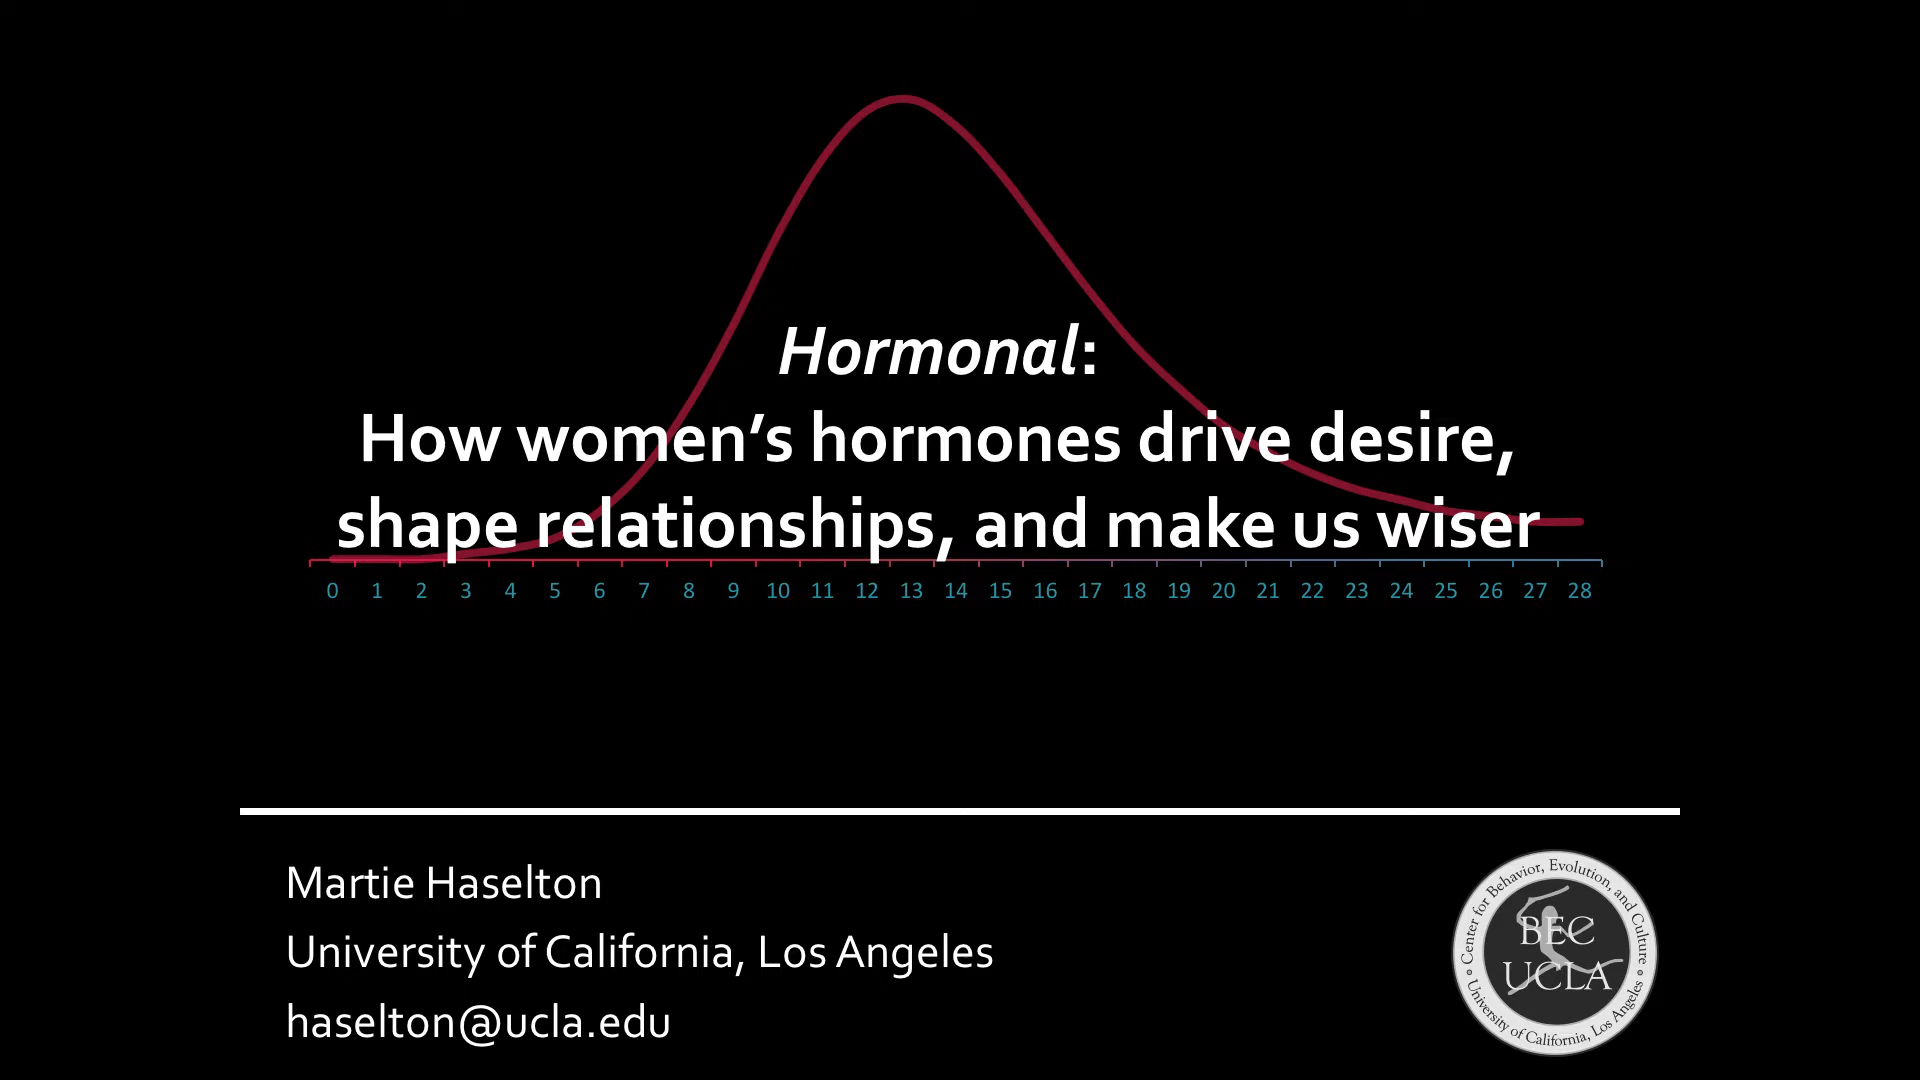 Hormonal:
How women’s hormones drive desire,
shape relationships, and make us wiser
0 1 2 3 4 5 6 7 8 9 10 11 12 13 14 15 16 17 18 19 20 21 22 23 24 25 26 27 28
Martie Haselton
University of California, Los Angeles
haselton@ucla.edu
Center for Behavior, Evolution, and Culture
BEC
UCLA
University of California, Los Angeles